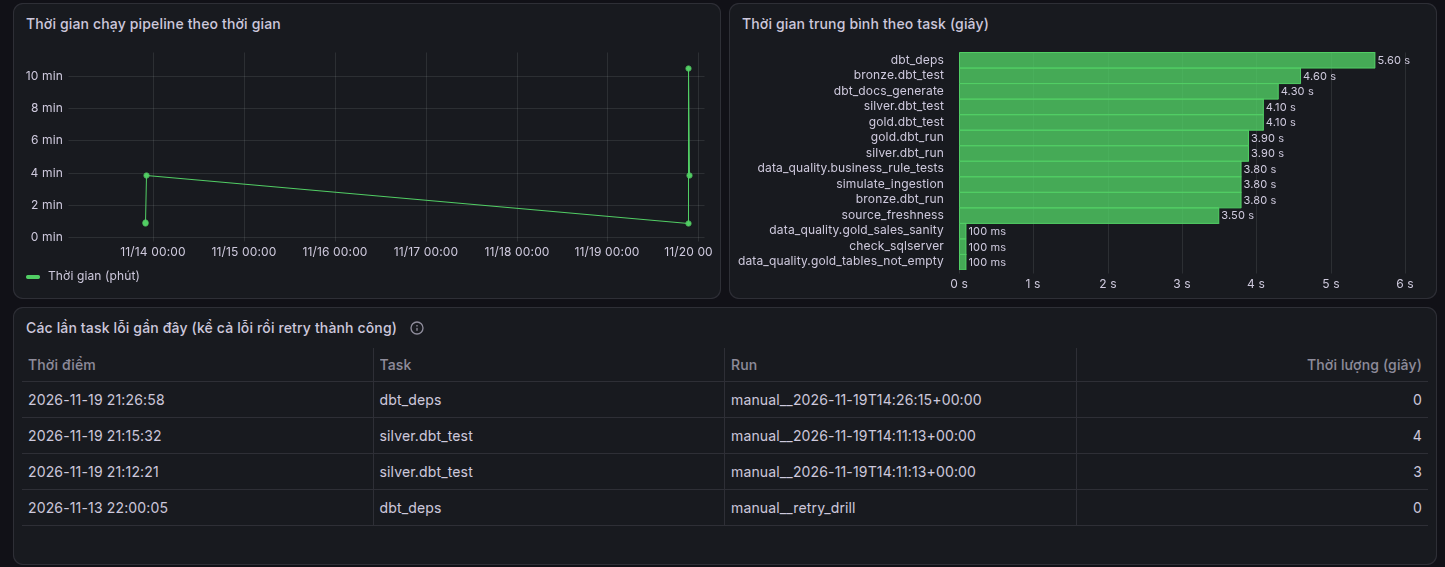 Thời gian chạy pipeline theo thời gian
10 min
8 min
6 min
4 min
2 min
0 min
11/14 00:00 11/15 00:00 11/16 00:00 11/17 00:00 11/18 00:00 11/19 00:00 11/20 00
Thời gian (phút)
Thời gian trung bình theo task (giây)
dbt_deps 5.60 s
bronze.dbt_test 4.60 s
dbt_docs_generate 4.30 s
silver.dbt_test 4.10 s
gold.dbt_test 4.10 s
gold.dbt_run 3.90 s
silver.dbt_run 3.90 s
data_quality.business_rule_tests 3.80 s
simulate_ingestion 3.80 s
bronze.dbt_run 3.80 s
source_freshness 3.50 s
data_quality.gold_sales_sanity 100 ms
check_sqlserver 100 ms
data_quality.gold_tables_not_empty 100 ms
0 s 1 s 2 s 3 s 4 s 5 s 6 s
Các lần task lỗi gần đây (kể cả lỗi rồi retry thành công)
Thời điểm Task Run Thời lượng (giây)
2026-11-19 21:26:58 dbt_deps manual__2026-11-19T14:26:15+00:00 0
2026-11-19 21:15:32 silver.dbt_test manual__2026-11-19T14:11:13+00:00 4
2026-11-19 21:12:21 silver.dbt_test manual__2026-11-19T14:11:13+00:00 3
2026-11-13 22:00:05 dbt_deps manual__retry_drill 0